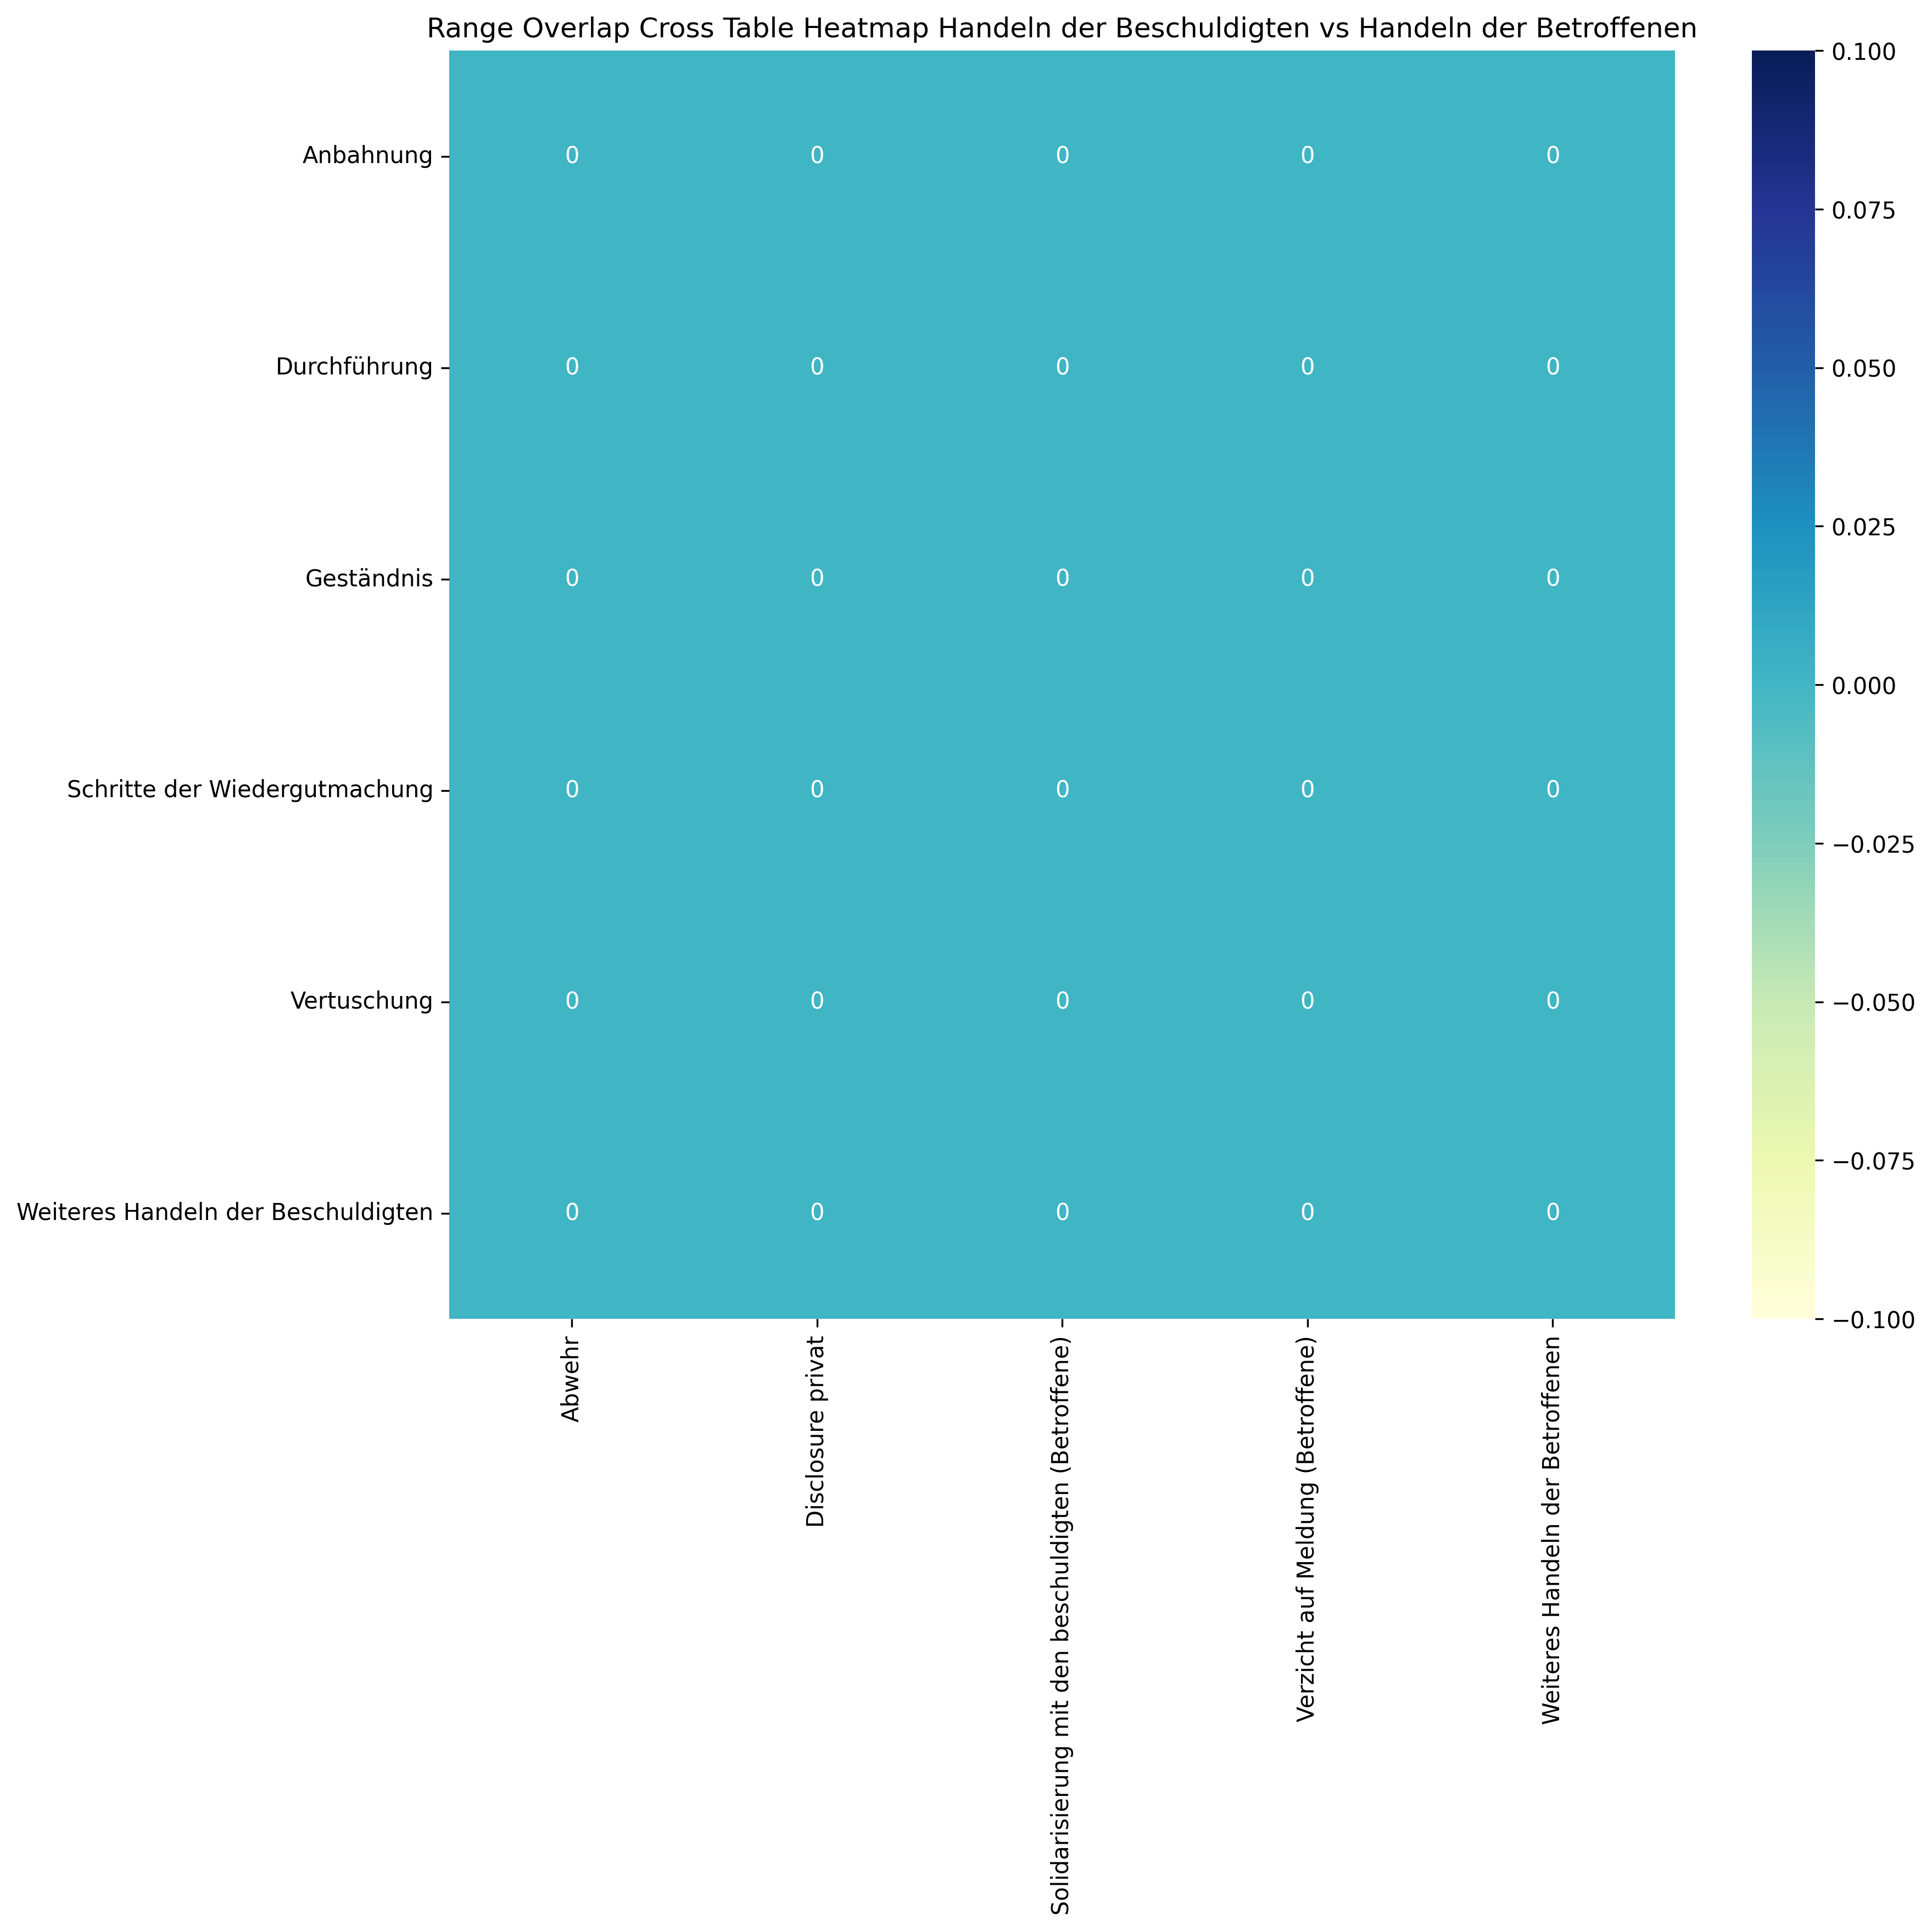 Range Overlap Cross Table Heatmap Handeln der Beschuldigten vs Handeln der Betroffenen
Anbahnung
0 0 0 0 0
Durchführung
0 0 0 0 0
Geständnis
0 0 0 0 0
Schritte der Wiedergutmachung
0 0 0 0 0
Vertuschung
0 0 0 0 0
Weiteres Handeln der Beschuldigten
0 0 0 0 0
Abwehr
Disclosure privat
Solidarisierung mit den beschuldigten (Betroffene)
Verzicht auf Meldung (Betroffene)
Weiteres Handeln der Betroffenen
0.100
0.075
0.050
0.025
0.000
−0.025
−0.050
−0.075
−0.100